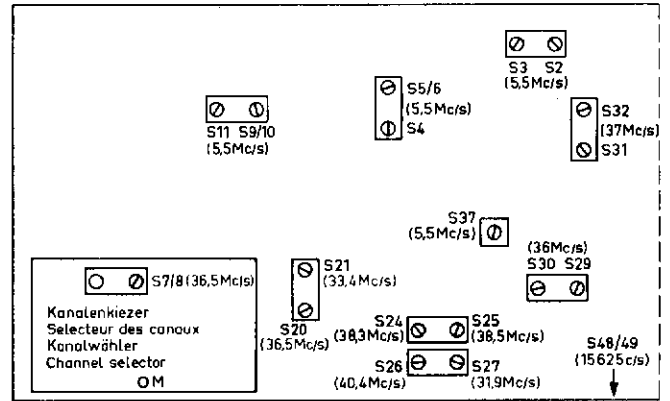 S3 S2
(5,5Mc/s)
S5/6
(5,5Mc/s)
S4
S11 S9/10
(5,5Mc/s)
S32
(37Mc/s)
S31
S37
(5,5Mc/s)
(36Mc/s)
S30 S29
S7/8 (36,5Mc/s)
Kanalenkiezer
Selecteur des canaux
Kanalwähler
Channel selector
M
S21
(33,4Mc/s)
S20
(36,5Mc/s)
S24 S25
(38,3Mc/s) (38,5Mc/s)
S26 S27
(40,4Mc/s) (31,9Mc/s)
S48/49
(15625c/s)